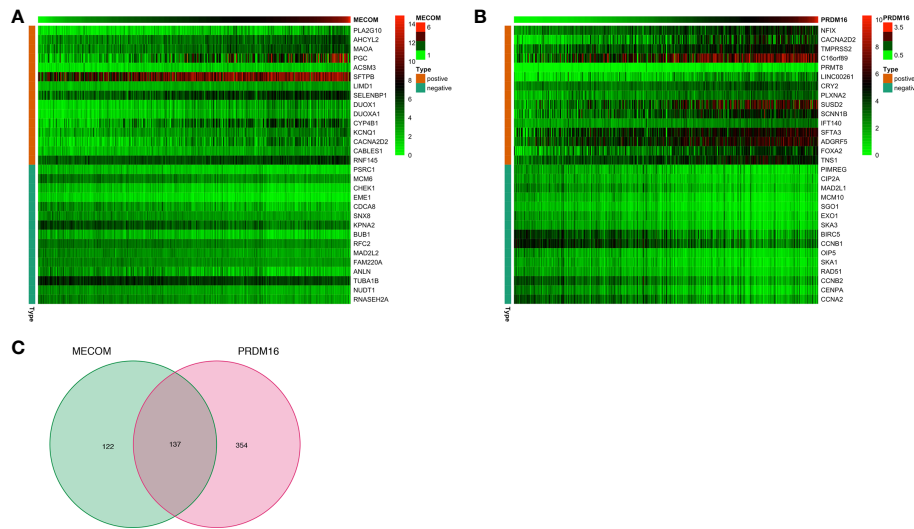 A
MECOM
PLA2G10
AHCYL2
MAOA
PGC
ACSM3
SFTPB
LIMD1
SELENBP1
DUOX1
DUOXA1
CYP4B1
KCNQ1
CACNA2D2
CABLES1
RNF145
PSRC1
MCM6
CHEK1
EME1
CDCA8
SNX8
KPNA2
BUB1
RFC2
MAD2L2
FAM220A
ANLN
TUBA1B
NUDT1
RNASEH2A
Type
14
12
10
8
6
4
2
0
MECOM
6
1
Type
postive
negative
B
PRDM16
NFIX
CACNA2D2
TMPRSS2
C16orf89
PRMT8
LINC00261
CRY2
PLXNA2
SUSD2
SCNN1B
IFT140
SFTA3
ADGRF5
FOXA2
TNS1
PIMREG
CIP2A
MAD2L1
MCM10
SGO1
EXO1
SKA3
BIRC5
CCNB1
OIP5
SKA1
RAD51
CCNB2
CENPA
CCNA2
Type
10
8
6
4
2
0
PRDM16
3.5
0.5
Type
postive
negative
C
MECOM
PRDM16
122
137
354